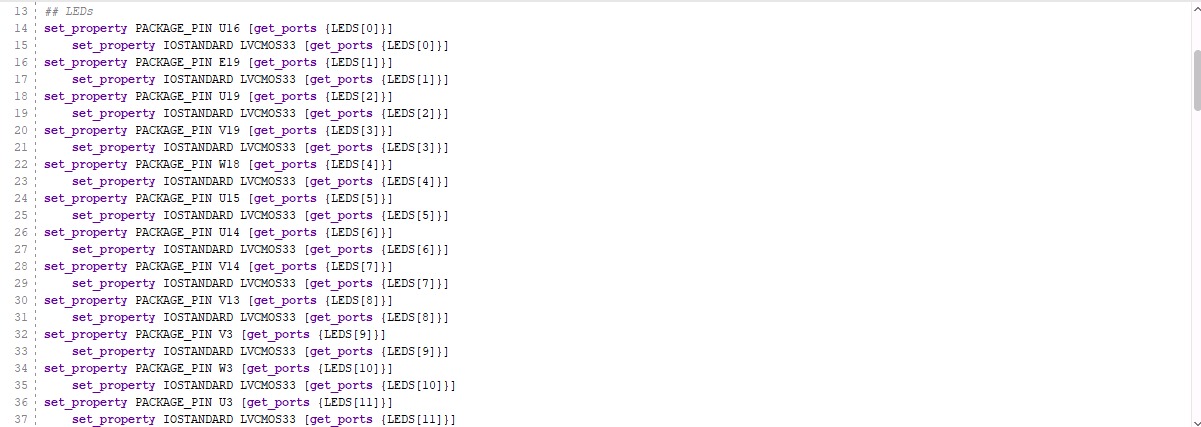 13 ## LEDs
14 set_property PACKAGE_PIN U16 [get_ports {LEDS[0]}]
15 set_property IOSTANDARD LVCMOS33 [get_ports {LEDS[0]}]
16 set_property PACKAGE_PIN E19 [get_ports {LEDS[1]}]
17 set_property IOSTANDARD LVCMOS33 [get_ports {LEDS[1]}]
18 set_property PACKAGE_PIN U19 [get_ports {LEDS[2]}]
19 set_property IOSTANDARD LVCMOS33 [get_ports {LEDS[2]}]
20 set_property PACKAGE_PIN V19 [get_ports {LEDS[3]}]
21 set_property IOSTANDARD LVCMOS33 [get_ports {LEDS[3]}]
22 set_property PACKAGE_PIN W18 [get_ports {LEDS[4]}]
23 set_property IOSTANDARD LVCMOS33 [get_ports {LEDS[4]}]
24 set_property PACKAGE_PIN U15 [get_ports {LEDS[5]}]
25 set_property IOSTANDARD LVCMOS33 [get_ports {LEDS[5]}]
26 set_property PACKAGE_PIN U14 [get_ports {LEDS[6]}]
27 set_property IOSTANDARD LVCMOS33 [get_ports {LEDS[6]}]
28 set_property PACKAGE_PIN V14 [get_ports {LEDS[7]}]
29 set_property IOSTANDARD LVCMOS33 [get_ports {LEDS[7]}]
30 set_property PACKAGE_PIN V13 [get_ports {LEDS[8]}]
31 set_property IOSTANDARD LVCMOS33 [get_ports {LEDS[8]}]
32 set_property PACKAGE_PIN V3 [get_ports {LEDS[9]}]
33 set_property IOSTANDARD LVCMOS33 [get_ports {LEDS[9]}]
34 set_property PACKAGE_PIN W3 [get_ports {LEDS[10]}]
35 set_property IOSTANDARD LVCMOS33 [get_ports {LEDS[10]}]
36 set_property PACKAGE_PIN U3 [get_ports {LEDS[11]}]
37 set_property IOSTANDARD LVCMOS33 [get_ports {LEDS[11]}]